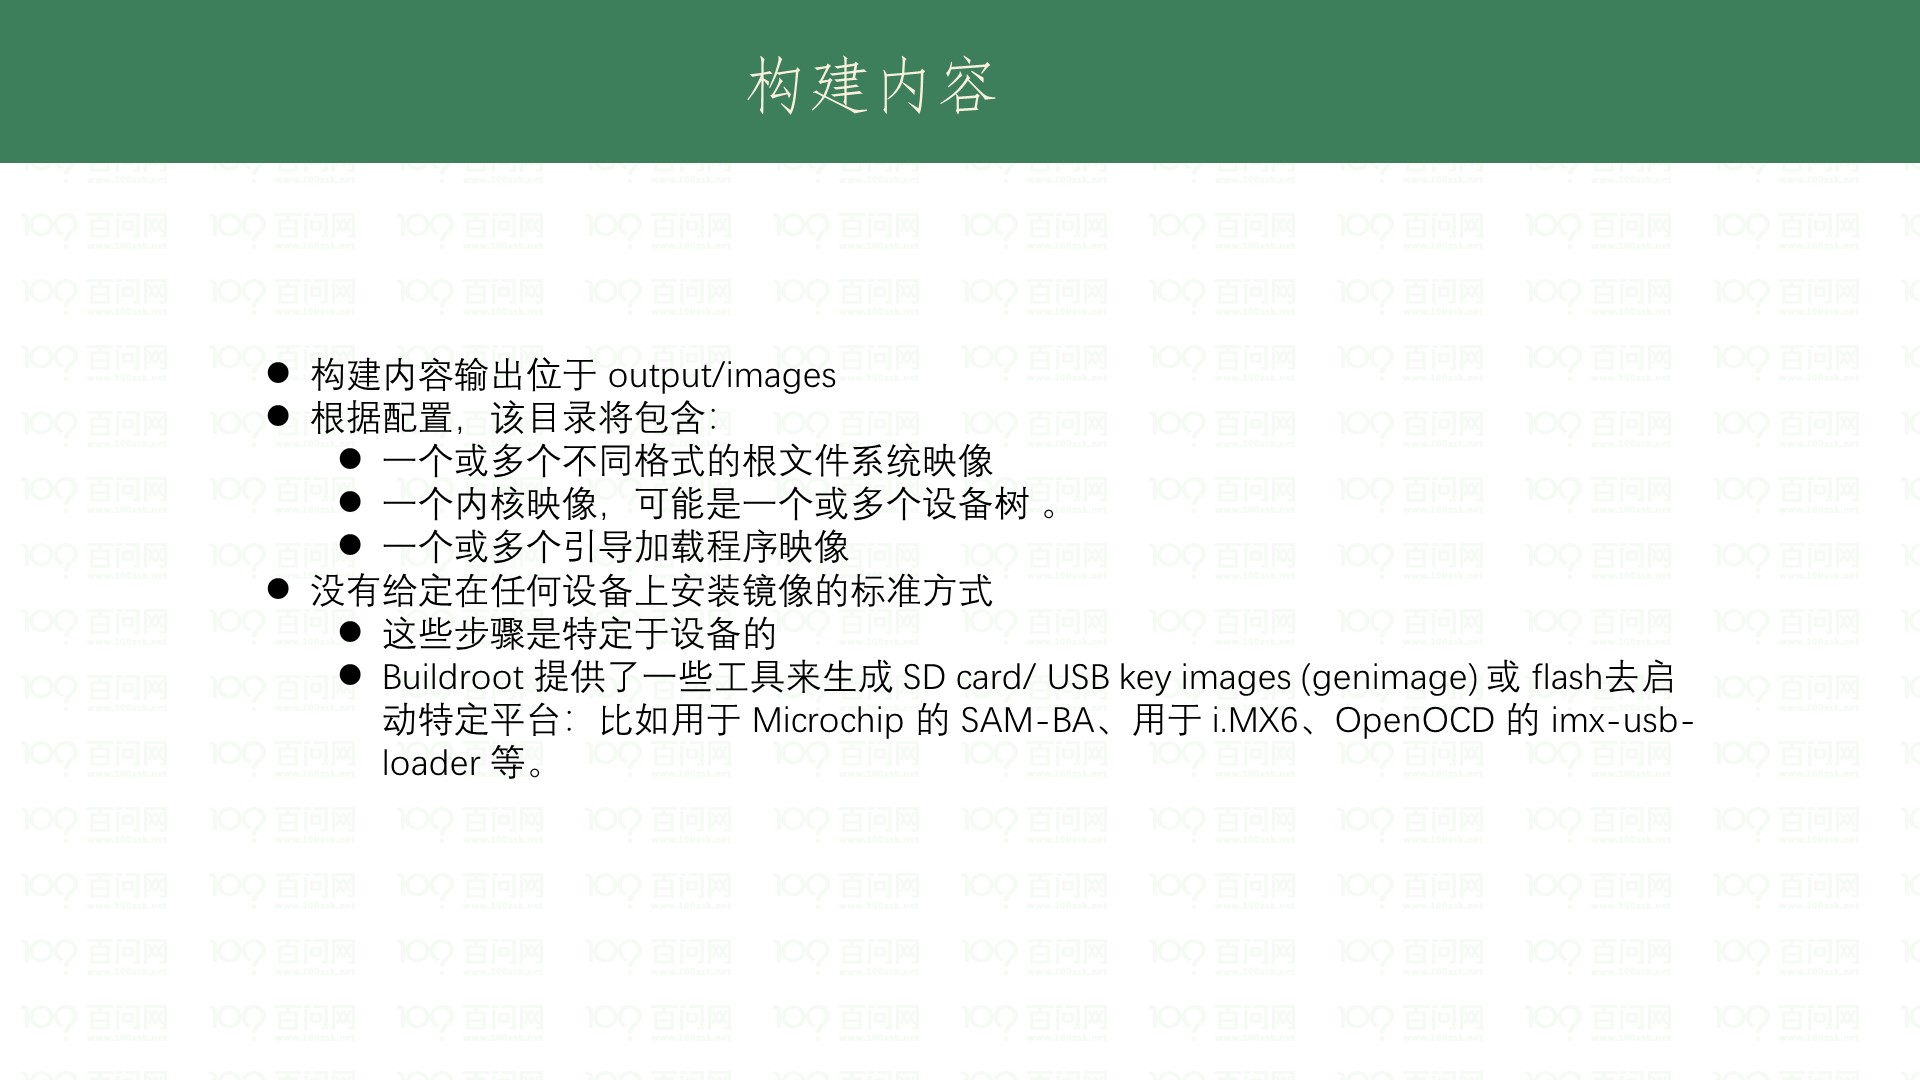 构建内容
● 构建内容输出位于 output/images
● 根据配置，该目录将包含：
● 一个或多个不同格式的根文件系统映像
● 一个内核映像，可能是一个或多个设备树 。
● 一个或多个引导加载程序映像
● 没有给定在任何设备上安装镜像的标准方式
● 这些步骤是特定于设备的
● Buildroot 提供了一些工具来生成 SD card/ USB key images (genimage) 或 flash去启
动特定平台：比如用于 Microchip 的 SAM-BA、用于 i.MX6、OpenOCD 的 imx-usb-
loader 等。
百问网
www.100ask.net